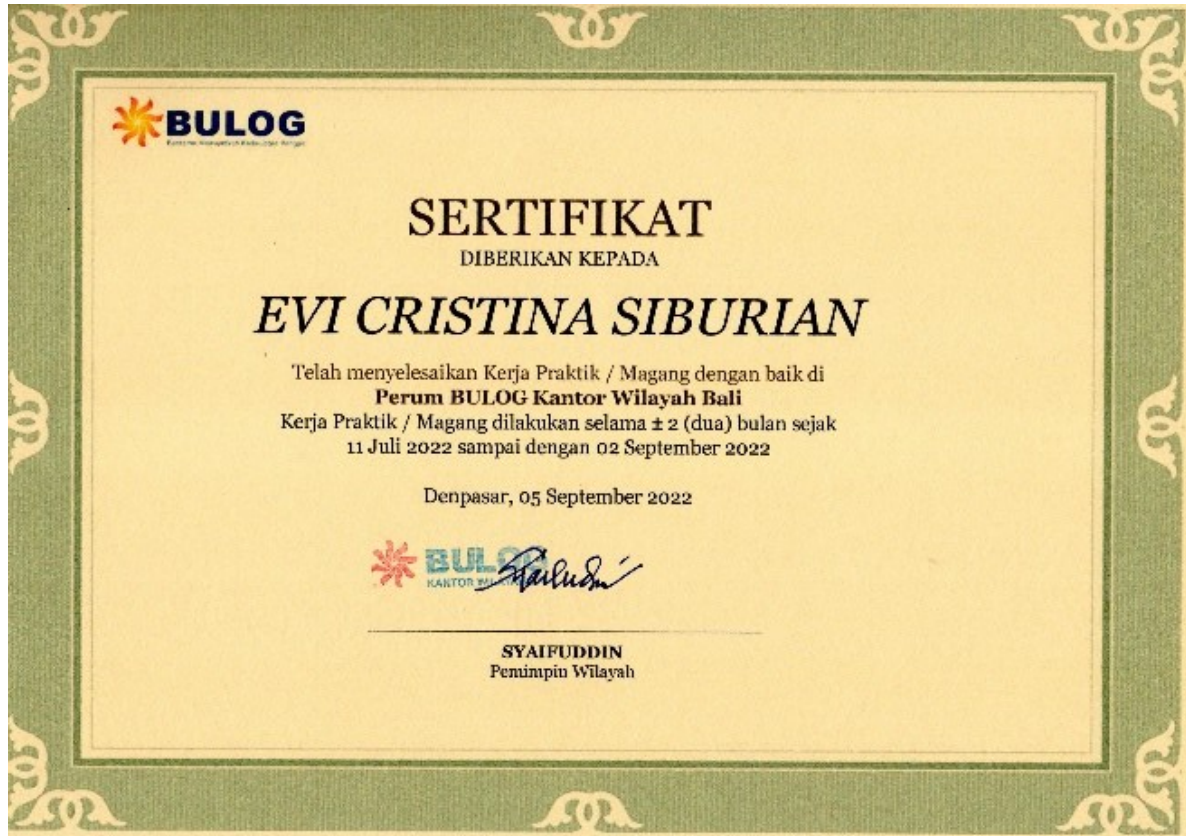 BULOG
SERTIFIKAT
DIBERIKAN KEPADA
EVI CRISTINA SIBURIAN
Telah menyelesaikan Kerja Praktik / Magang dengan baik di
Perum BULOG Kantor Wilayah Bali
Kerja Praktik / Magang dilakukan selama ± 2 (dua) bulan sejak
11 Juli 2022 sampai dengan 02 September 2022
Denpasar, 05 September 2022
BULOG
KANTOR
SYAIFUDDIN
Pemimpin Wilayah